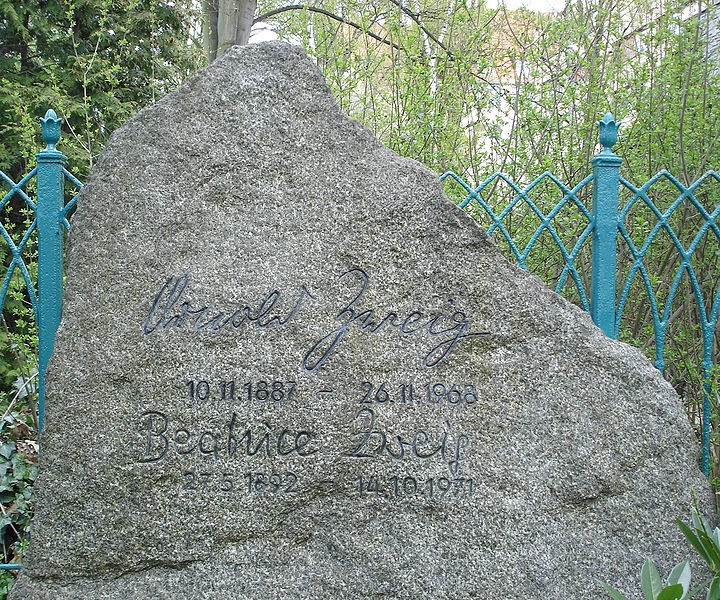 Arnold Zweig
10.11.1887 – 26.11.1968
Beatrice Zweig
27.5.1892 – 14.10.1971